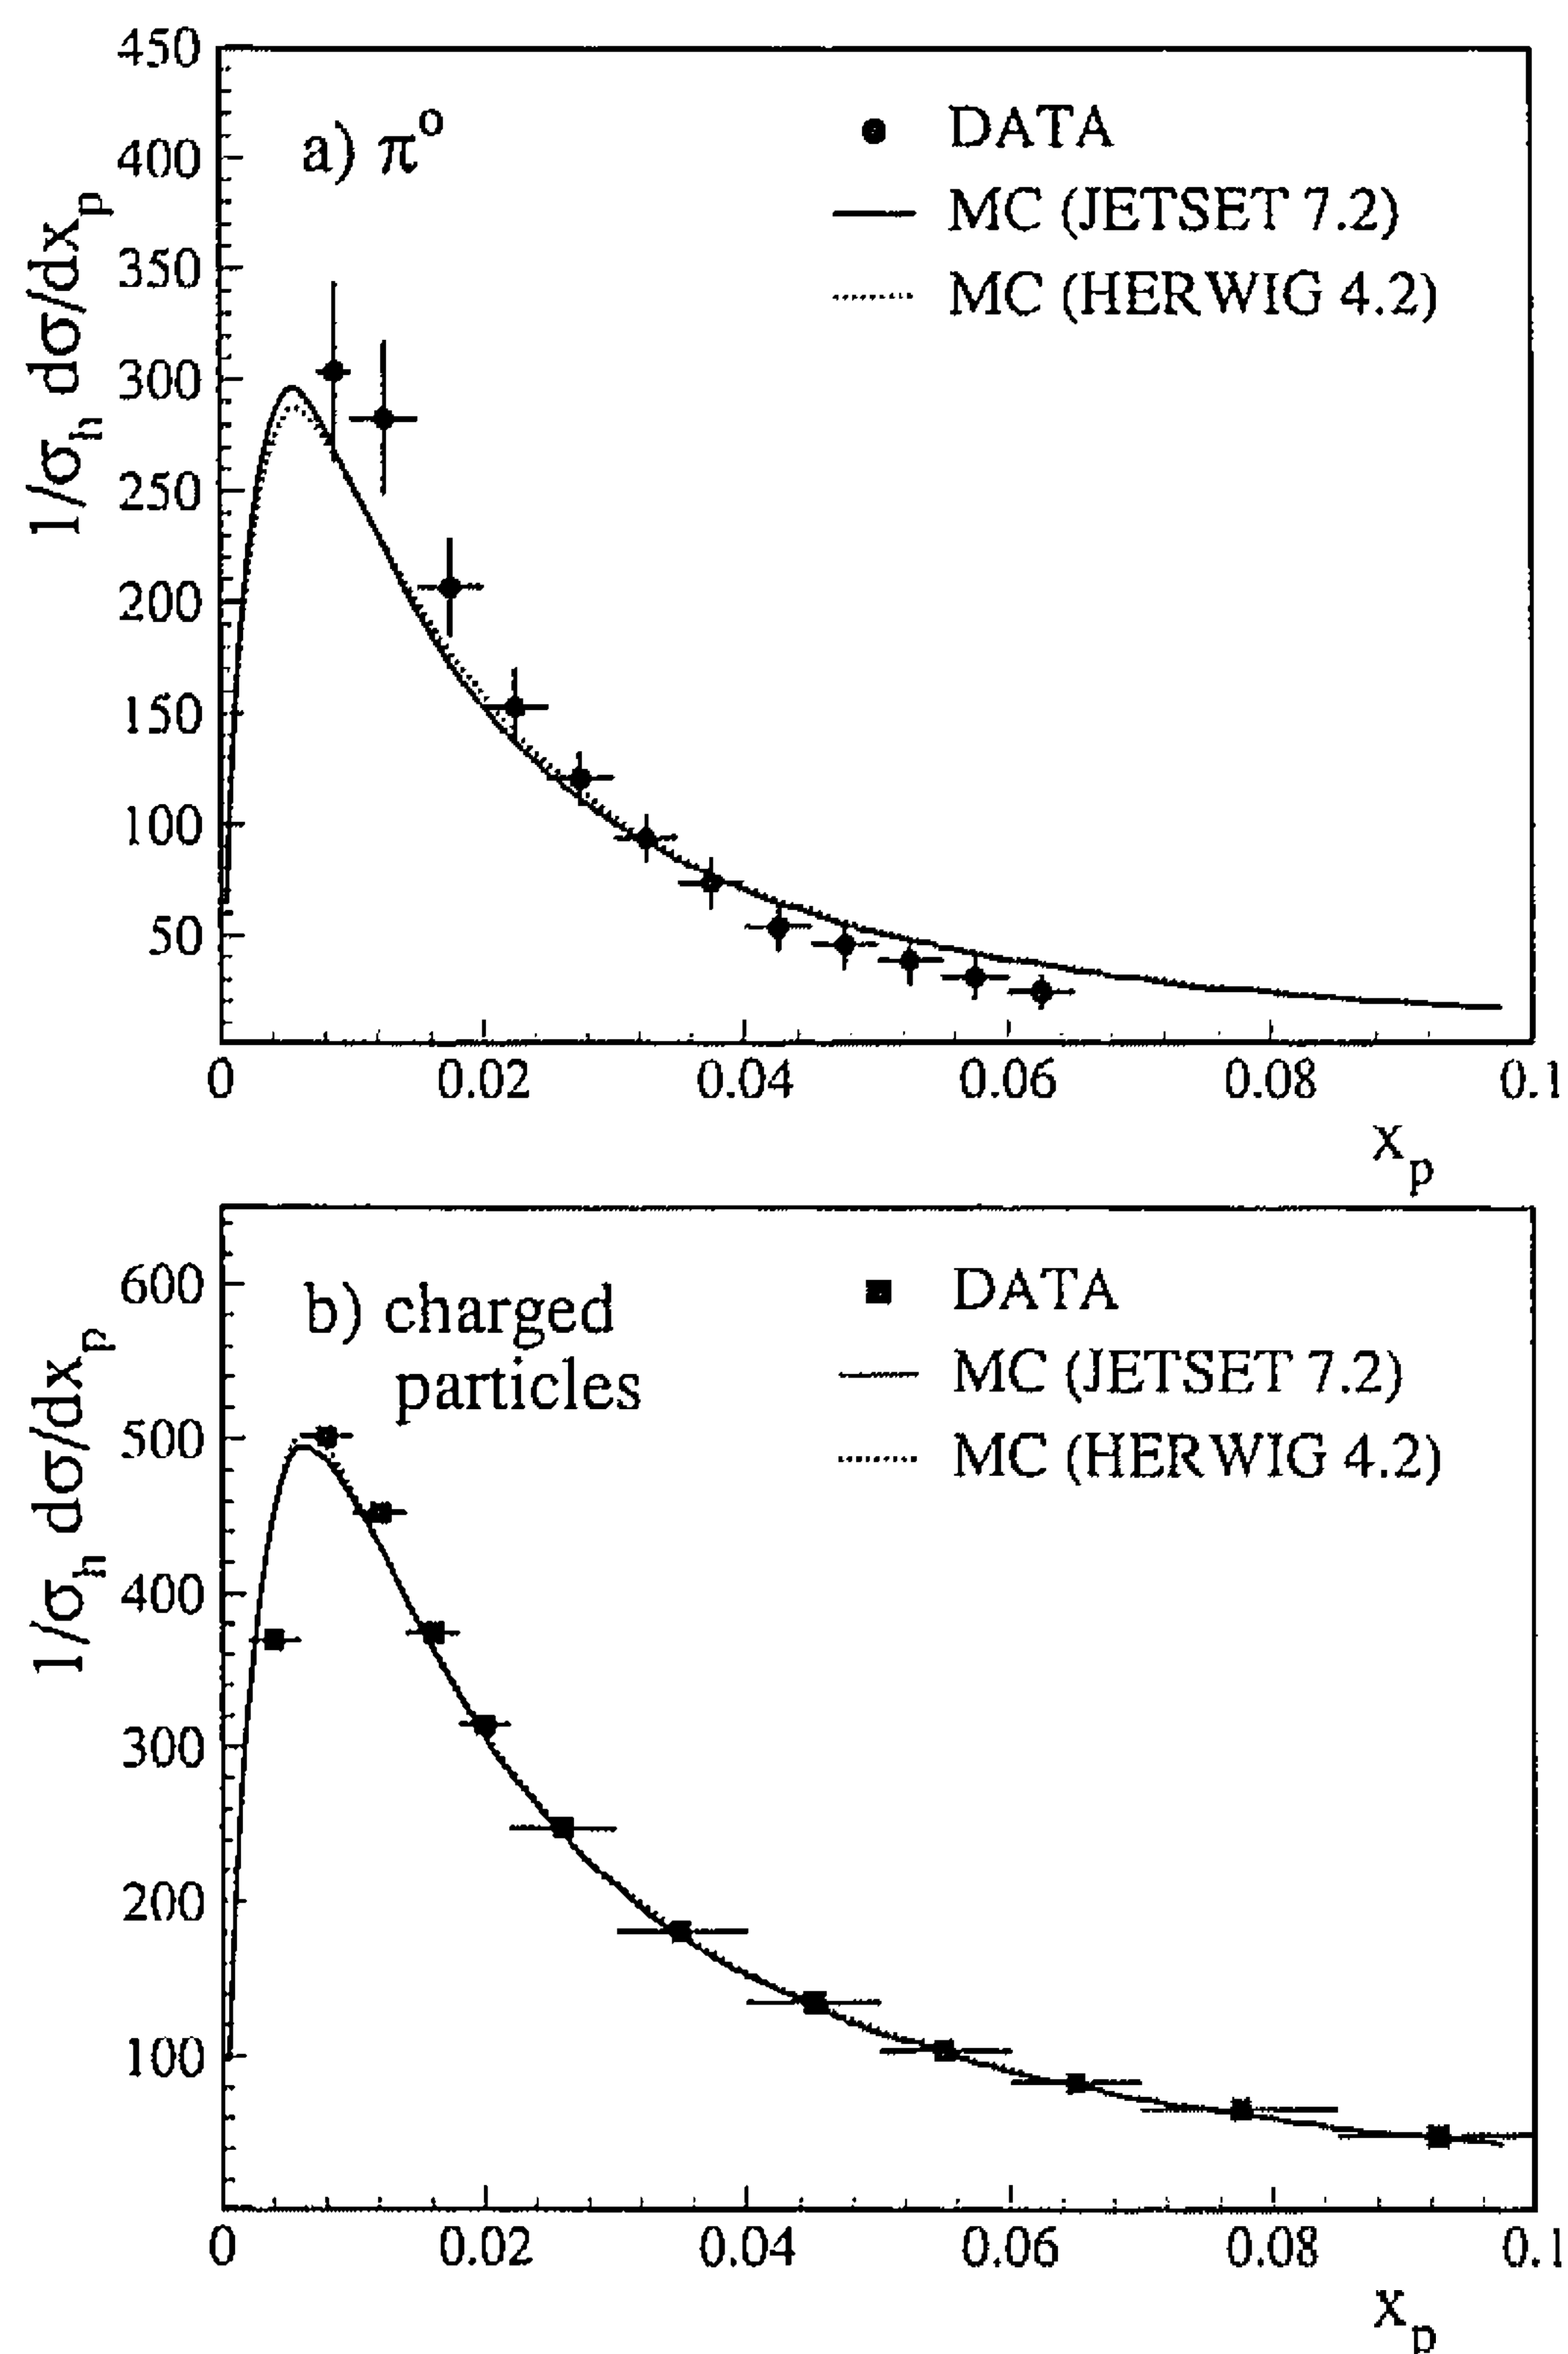 450
400
350
300
250
200
150
100
50
1/σh dσ/dxp
a) π⁰
DATA
MC (JETSET 7.2)
MC (HERWIG 4.2)
0 0.02 0.04 0.06 0.08 0.1
xp
600
500
400
300
200
100
1/σh dσ/dxp
b) charged
particles
DATA
MC (JETSET 7.2)
MC (HERWIG 4.2)
0 0.02 0.04 0.06 0.08 0.1
xp